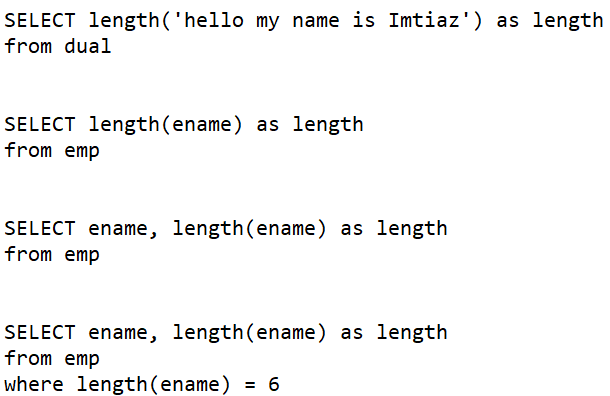 SELECT length('hello my name is Imtiaz') as length
from dual
SELECT length(ename) as length
from emp
SELECT ename, length(ename) as length
from emp
SELECT ename, length(ename) as length
from emp
where length(ename) = 6